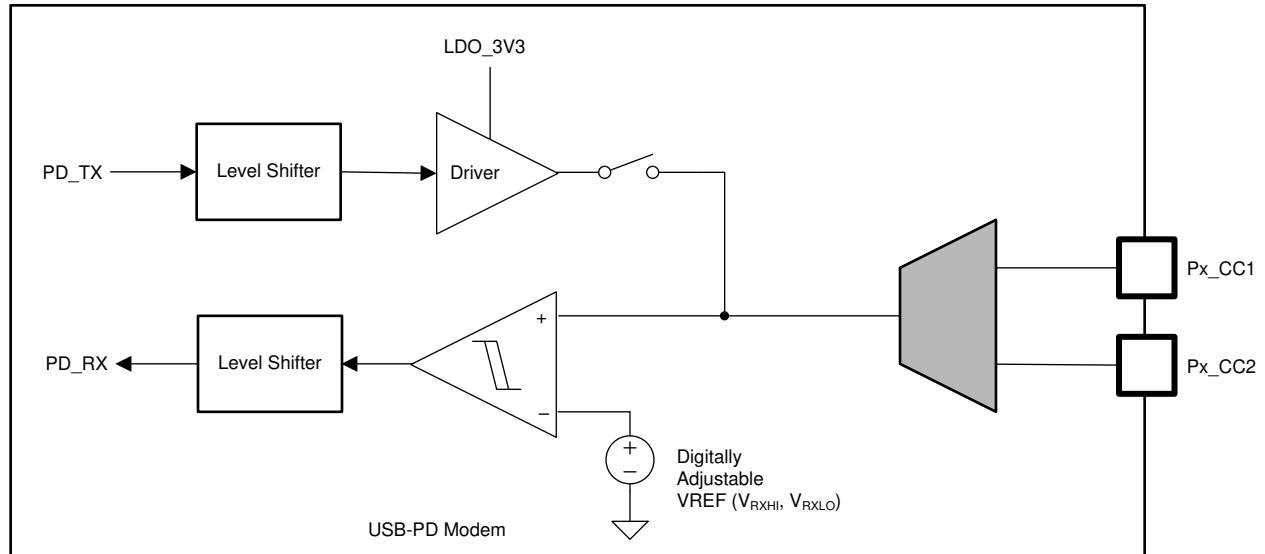 LDO_3V3
PD_TX
Level Shifter
Driver
Px_CC1
+
PD_RX
Level Shifter
Px_CC2
−
+
−
Digitally
Adjustable
VREF (VRXHI, VRXLO)
USB-PD Modem